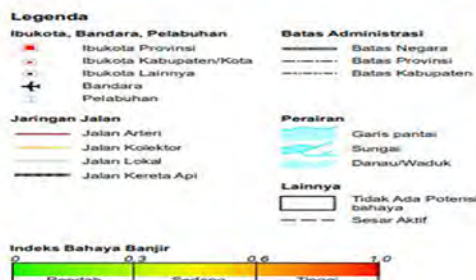 Legenda
Ibukota, Bandara, Pelabuhan
Ibukota Provinsi
Ibukota Kabupaten/Kota
Ibukota Lainnya
Bandara
Pelabuhan
Jaringan Jalan
Jalan Arteri
Jalan Kolektor
Jalan Lokal
Jalan Kereta Api
Batas Administrasi
Batas Negara
Batas Provinsi
Batas Kabupaten
Perairan
Garis pantai
Sungai
Danau/Waduk
Lainnya
Tidak Ada Potensi
bahaya
Sesar Aktif
Indeks Bahaya Banjir
0 0,3 0,6 1,0
Rendah Sedang Tinggi